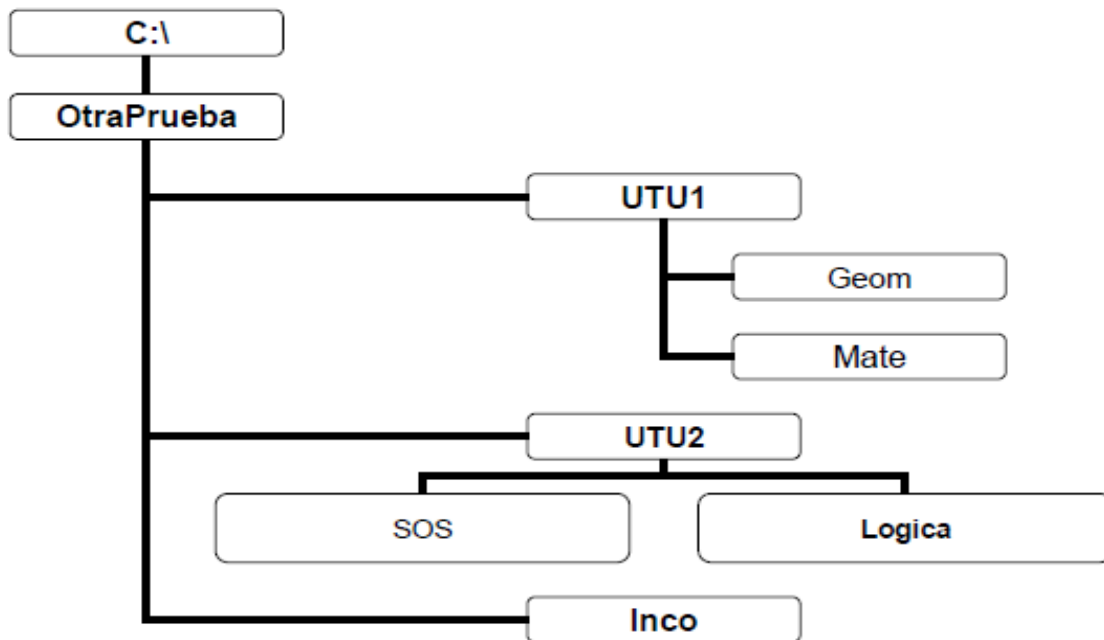 C:\
OtraPrueba
UTU1
Geom
Mate
UTU2
SOS
Logica
Inco